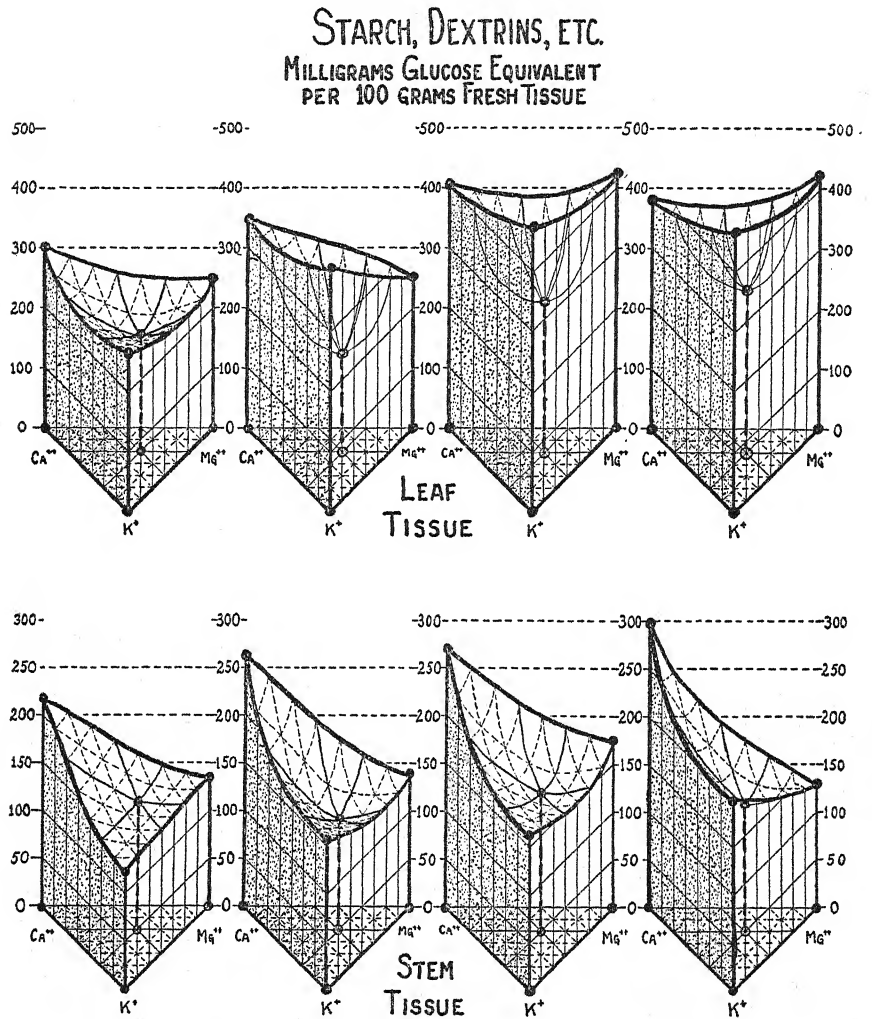 STARCH, DEXTRINS, ETC.
MILLIGRAMS GLUCOSE EQUIVALENT
PER 100 GRAMS FRESH TISSUE
500- -500- -500 -500 -500
400 400 400 400 400
300 300 300 300 300
200 200 200 200 200
100 100 100 100 100
0 0 0 0 0
CA++ MG++ CA++ CA++ MG++ CA++ MG++
K+ K+ K+ K+
LEAF
TISSUE
300- -300- -300 300 300
250 250 250 250 250
200 200 200 200 200
150 150 150 150 150
100 100 100 100 100
50 50 50 50 50
0 0 0 0 0
CA++ MG++ CA++ MG++ CA++ MG++ CA++ MG++
K+ K+ K+ K+
STEM
TISSUE